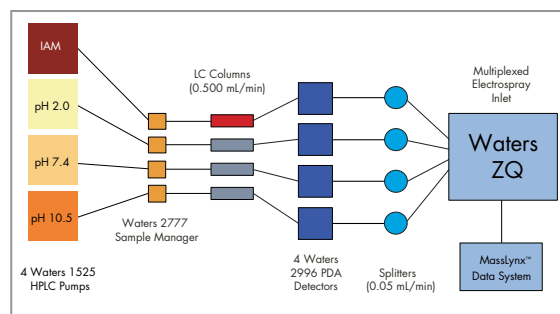 IAM
pH 2.0
pH 7.4
pH 10.5
4 Waters 1525
HPLC Pumps
Waters 2777
Sample Manager
LC Columns
(0.500 mL/min)
4 Waters
2996 PDA
Detectors
Splitters
(0.05 mL/min)
Multiplexed
Electrospray
Inlet
Waters
ZQ
MassLynx™
Data System